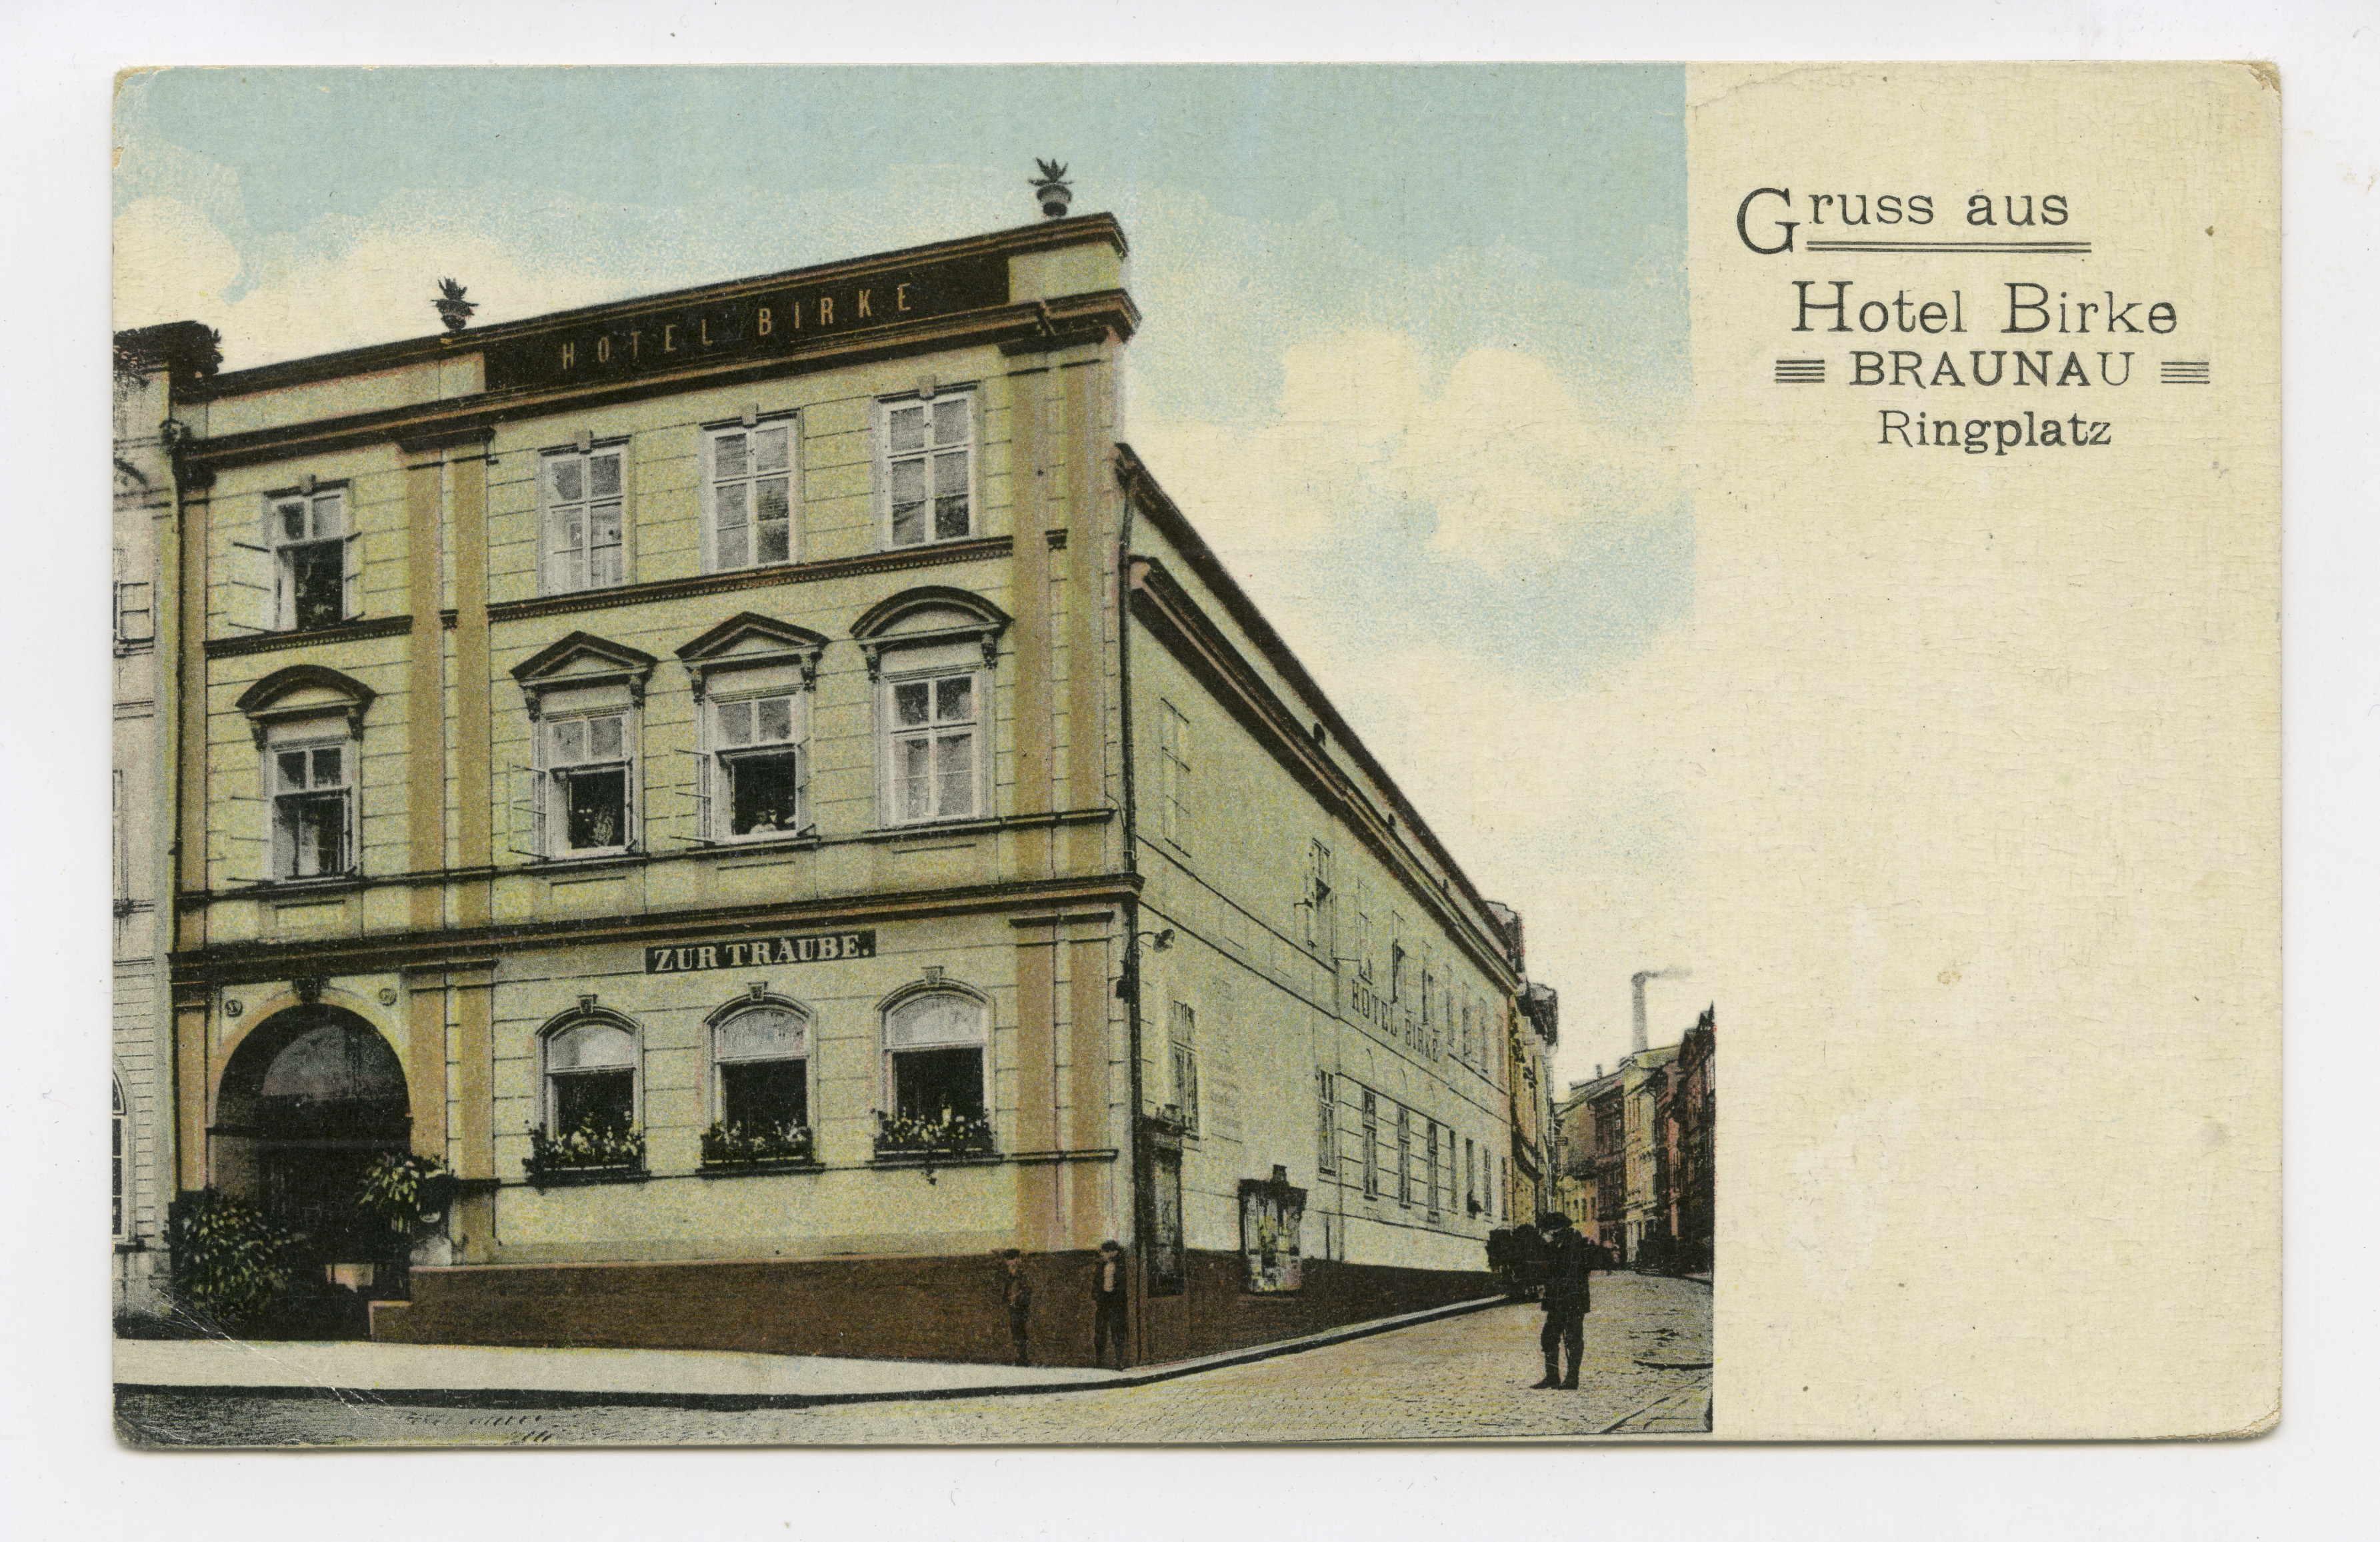 Gruss aus
Hotel Birke
BRAUNAU
Ringplatz
HOTEL BIRKE
ZUR TRAUBE.
HOTEL BIRKE